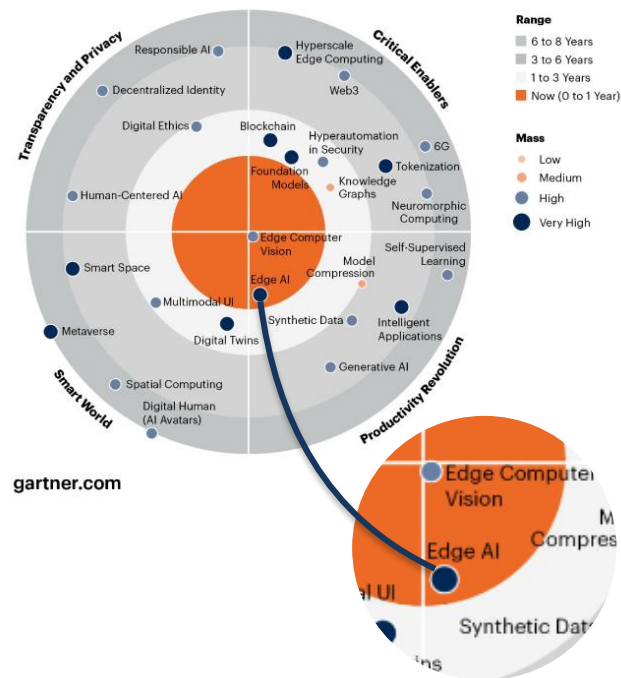 Transparency and Privacy
Critical Enablers
Smart World
Productivity Revolution
Responsible AI
Hyperscale
Edge Computing
Web3
Decentralized Identity
Digital Ethics
Blockchain
Hyperautomation
in Security
6G
Tokenization
Foundation
Models
Knowledge
Graphs
Human-Centered AI
Neuromorphic
Computing
Edge Computer
Vision
Self-Supervised
Learning
Smart Space
Edge AI
Model
Compression
Multimodal UI
Metaverse
Digital Twins
Synthetic Data
Intelligent
Applications
Generative AI
Spatial Computing
Digital Human
(AI Avatars)
Range
6 to 8 Years
3 to 6 Years
1 to 3 Years
Now (0 to 1 Year)
Mass
Low
Medium
High
Very High
gartner.com
Edge Computer
Vision
M
Compres
Edge AI
al UI
Synthetic Data
ins